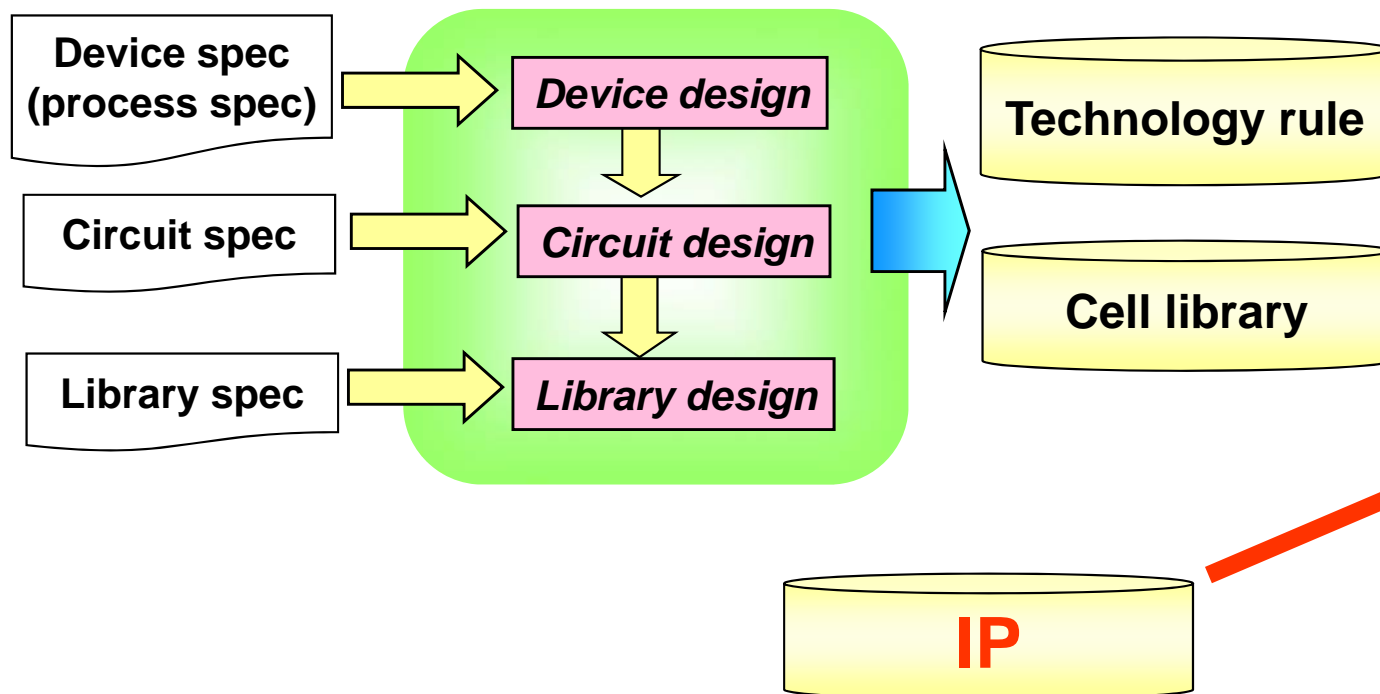 Device spec
(process spec)
Device design
Technology rule
Circuit spec
Circuit design
Cell library
Library spec
Library design
IP